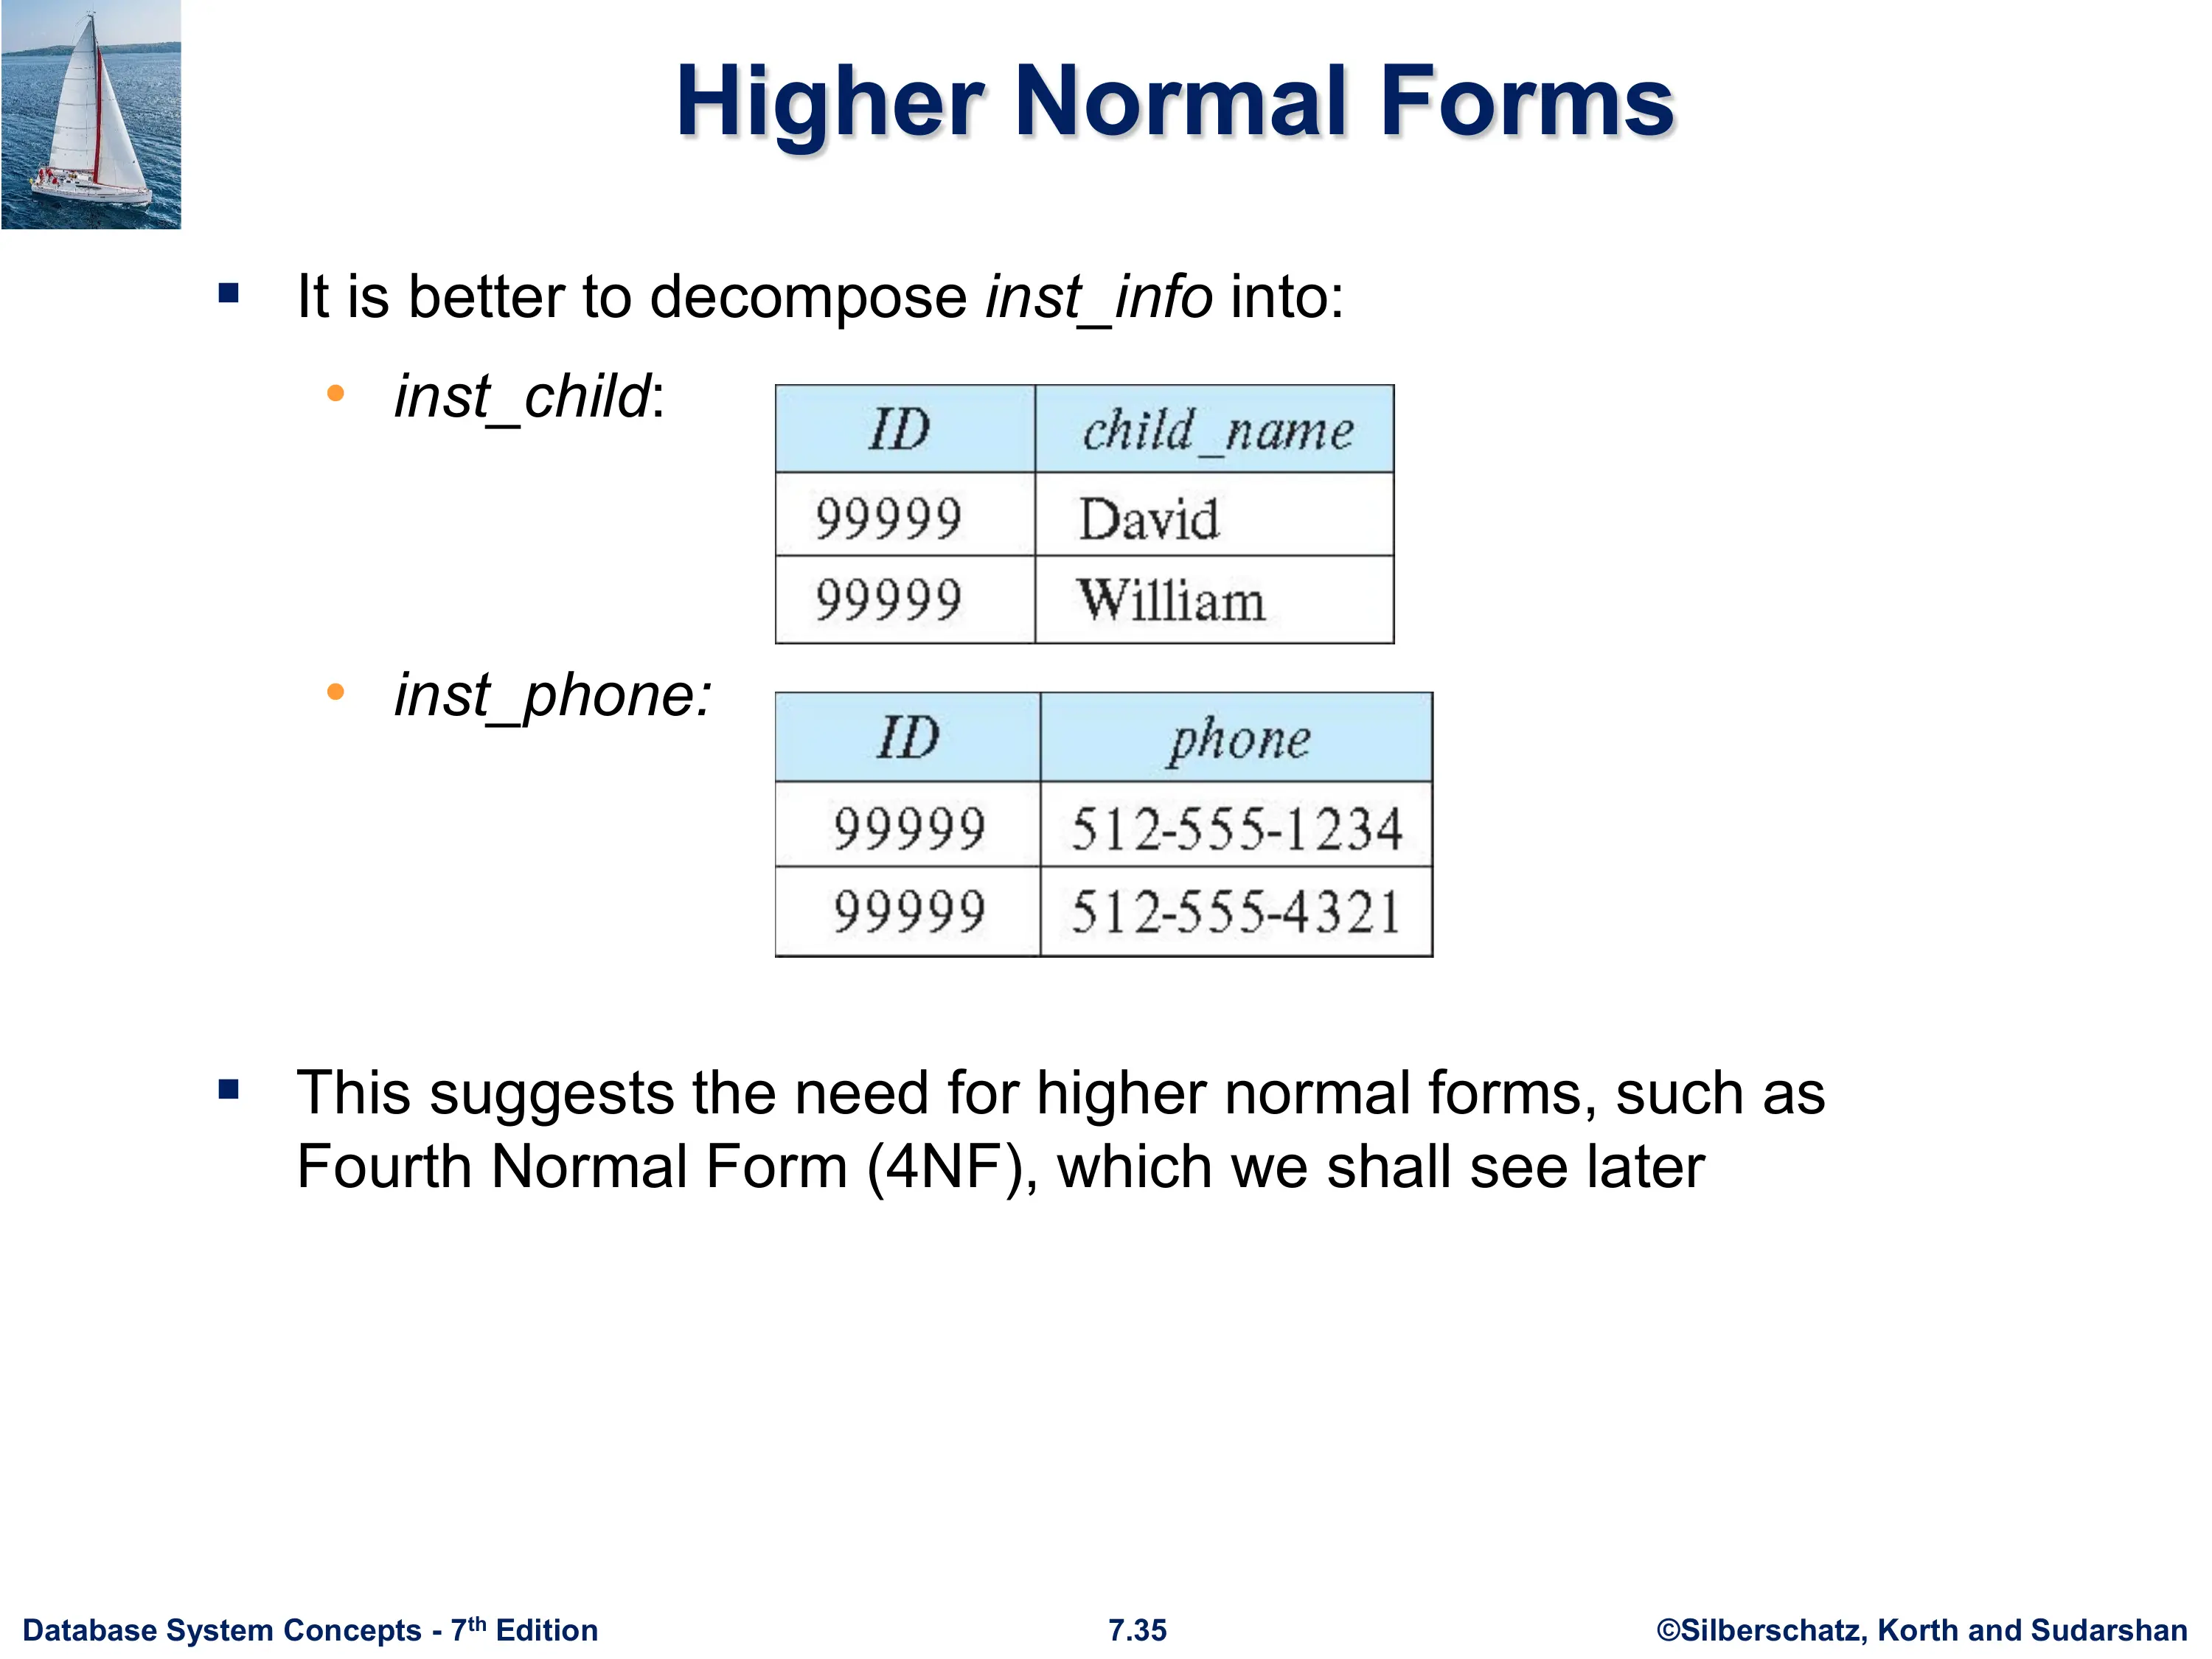 Higher Normal Forms
▪ It is better to decompose inst_info into:
• inst_child:
ID child_name
99999 David
99999 William
• inst_phone:
ID phone
99999 512-555-1234
99999 512-555-4321
▪ This suggests the need for higher normal forms, such as
Fourth Normal Form (4NF), which we shall see later
Database System Concepts - 7th Edition 7.35 ©Silberschatz, Korth and Sudarshan